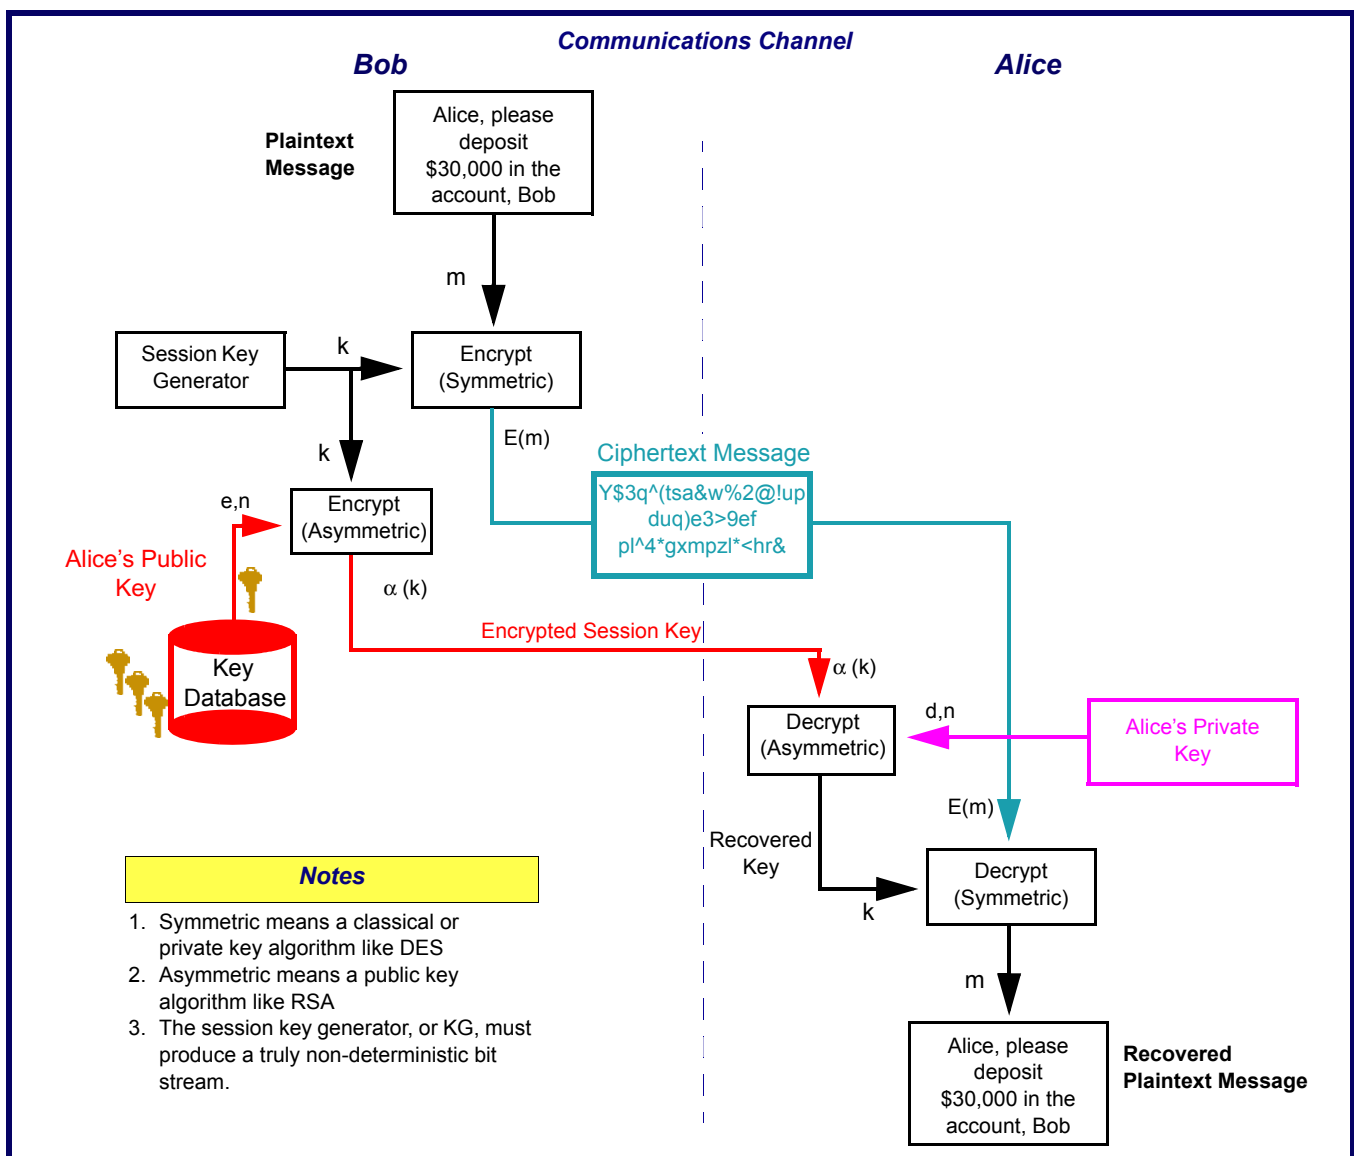 Communications Channel
Bob
Alice
Plaintext
Message
Alice, please
deposit
$30,000 in the
account, Bob
m
Session Key
Generator
k
Encrypt
(Symmetric)
k
E(m)
Ciphertext Message
Y$3q^(tsa&w%2@!up
duq)e3>9ef
pl^4*gxmpzl*<hr&
e,n
Encrypt
(Asymmetric)
Alice's Public
Key
α (k)
Encrypted Session Key
α (k)
Key
Database
Decrypt
(Asymmetric)
d,n
Alice's Private
Key
E(m)
Recovered
Key
k
Decrypt
(Symmetric)
m
Alice, please
deposit
$30,000 in the
account, Bob
Recovered
Plaintext Message
Notes
1. Symmetric means a classical or
private key algorithm like DES
2. Asymmetric means a public key
algorithm like RSA
3. The session key generator, or KG, must
produce a truly non-deterministic bit
stream.